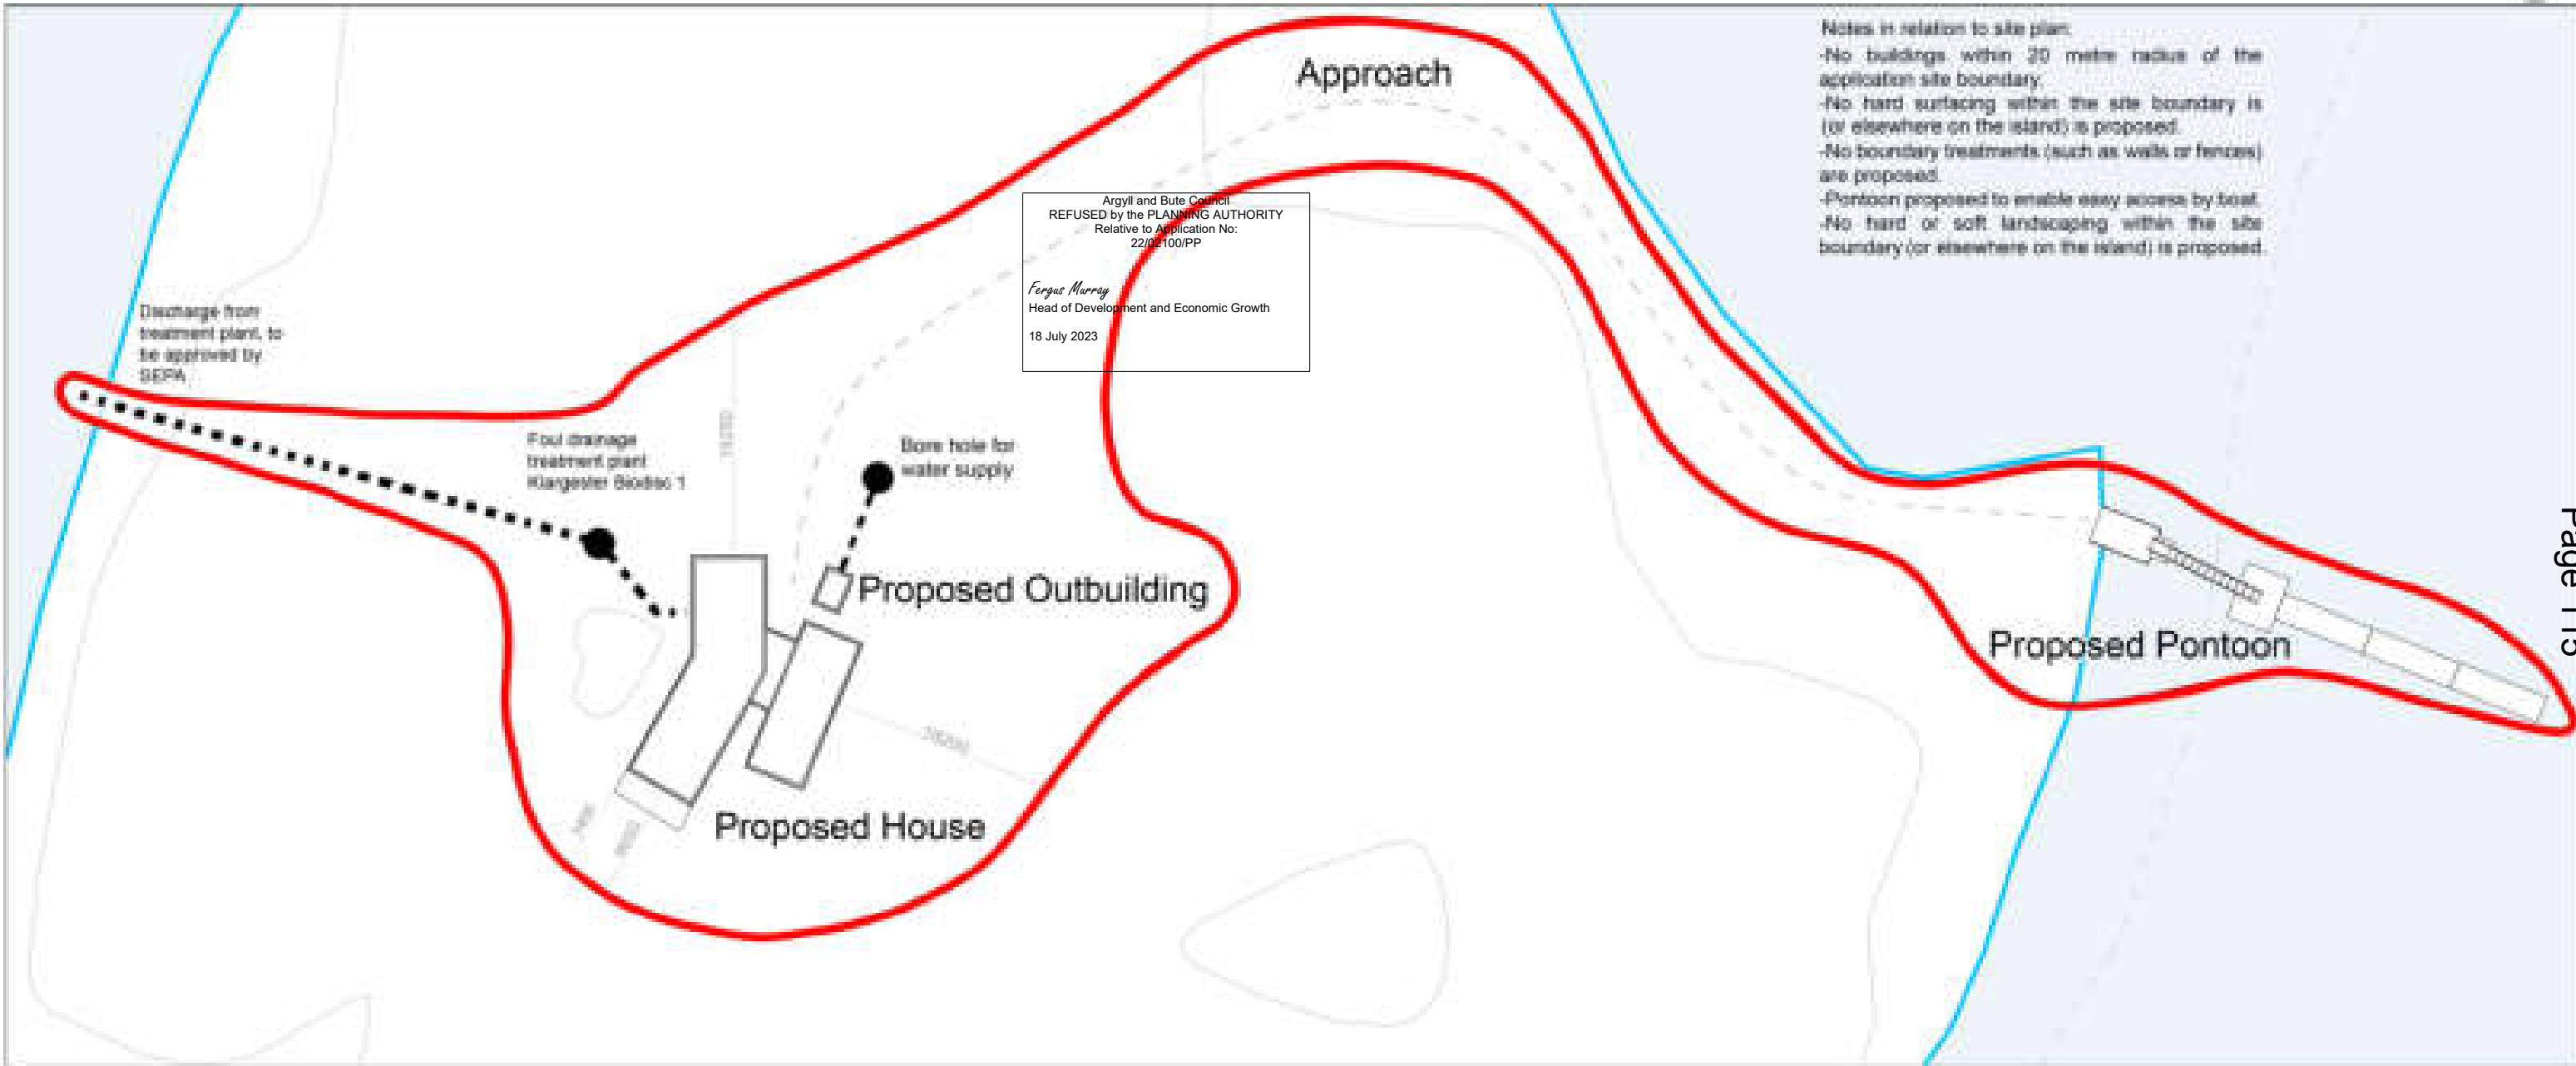 Notes in relation to site plan:
-No buildings within 20 metre radius of the
application site boundary.
-No hard surfacing within the site boundary is
(or elsewhere on the island) is proposed.
-No boundary treatments (such as walls or fences)
are proposed.
-Pontoon proposed to enable easy access by boat.
-No hard or soft landscaping within the site
boundary (or elsewhere on the island) is proposed.
Approach
Argyll and Bute Council
REFUSED by the PLANNING AUTHORITY
Relative to Application No:
22/02100/PP
Fergus Murray
Head of Development and Economic Growth
18 July 2023
Discharge from
treatment plant, to
be approved by
SEPA
Foul drainage
treatment plant
Klargester Biodisc 1
Bore hole for
water supply
Proposed Outbuilding
Proposed House
Proposed Pontoon